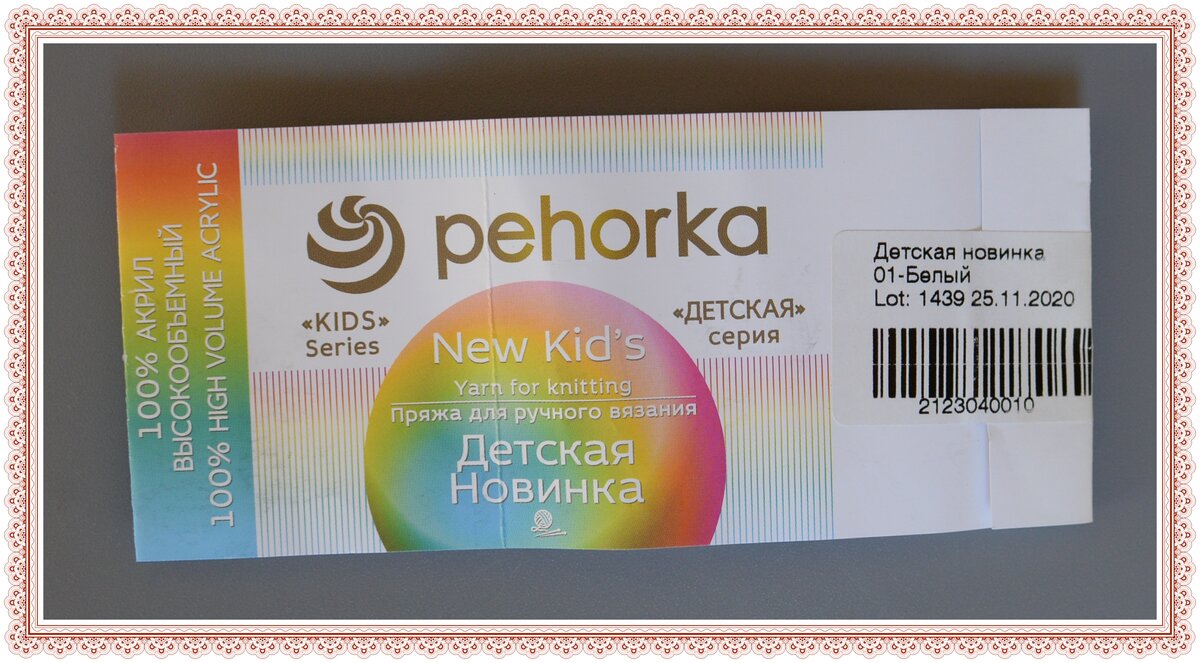 100% АКРИЛ
ВЫСОКООБЪЕМНЫЙ
100% HIGH VOLUME ACRYLIC
pehorka
«KIDS»
Series
«ДЕТСКАЯ»
серия
New Kid's
Yarn for knitting
Пряжа для ручного вязания
Детская
Новинка
Детская новинка
01-Белый
Lot: 1439 25.11.2020
2123040010